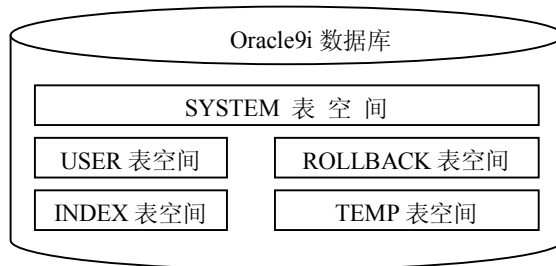 Oracle9i 数据库
SYSTEM 表 空 间
USER 表空间 ROLLBACK 表空间
INDEX 表空间 TEMP 表空间